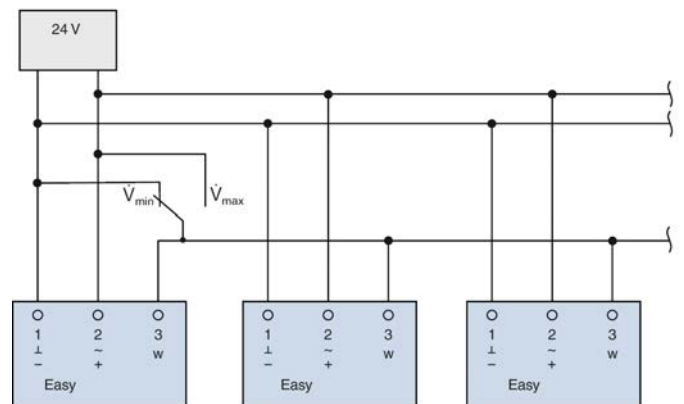 24 V
V̇min V̇max
1 2 3 1 2 3 1 2 3
⊥ ~ w ⊥ ~ w ⊥ ~ w
− + − + − +
Easy Easy Easy